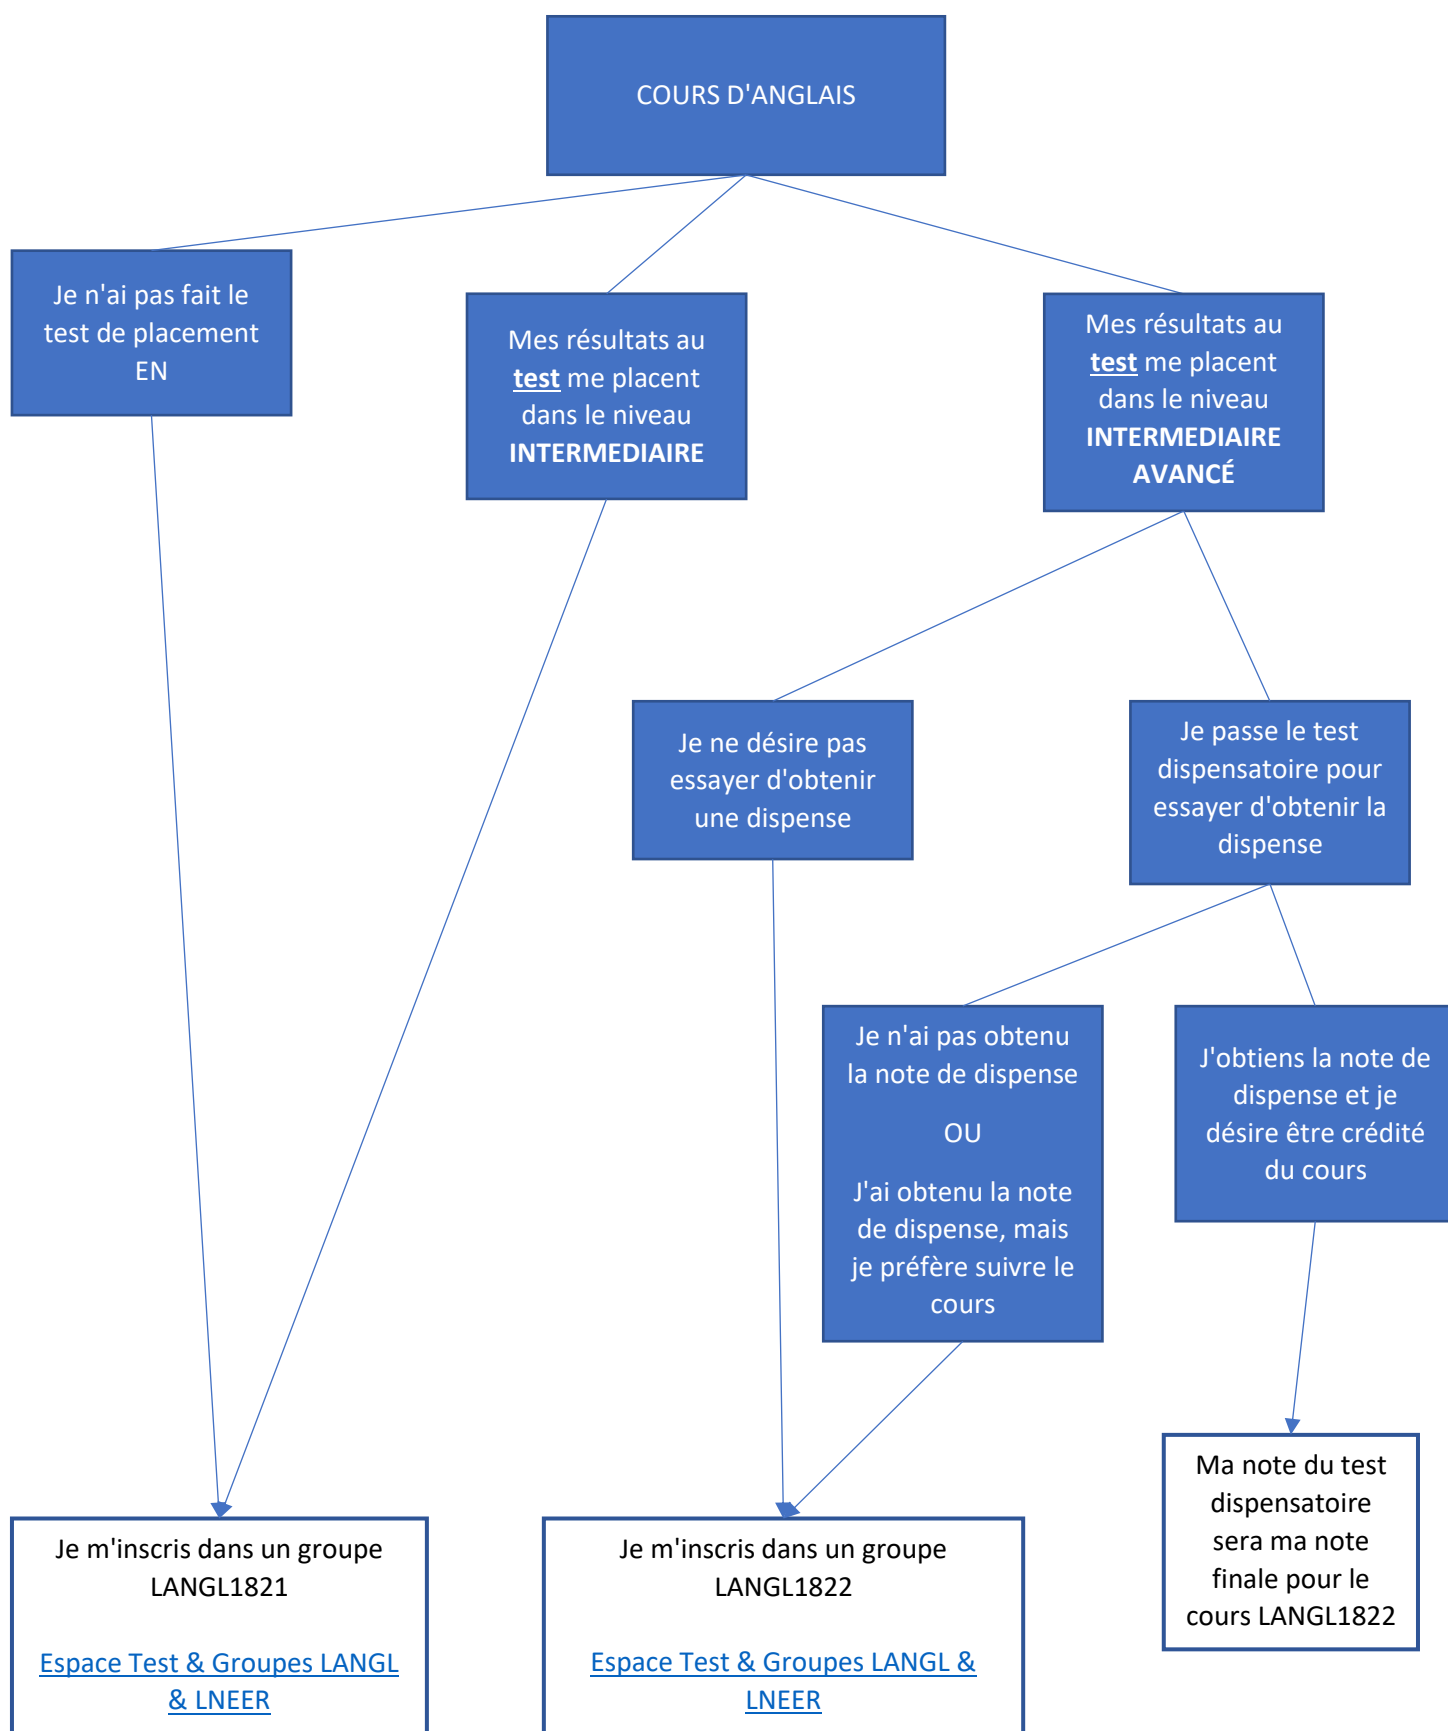 COURS D'ANGLAIS
Je n'ai pas fait le
test de placement
EN
Mes résultats au
test me placent
dans le niveau
INTERMEDIAIRE
Mes résultats au
test me placent
dans le niveau
INTERMEDIAIRE
AVANCÉ
Je ne désire pas
essayer d'obtenir
une dispense
Je passe le test
dispensatoire pour
essayer d'obtenir la
dispense
Je n'ai pas obtenu
la note de dispense
OU
J'ai obtenu la note
de dispense, mais
je préfère suivre le
cours
J'obtiens la note de
dispense et je
désire être crédité
du cours
Je m'inscris dans un groupe
LANGL1821
Espace Test & Groupes LANGL
& LNEER
Je m'inscris dans un groupe
LANGL1822
Espace Test & Groupes LANGL &
LNEER
Ma note du test
dispensatoire
sera ma note
finale pour le
cours LANGL1822